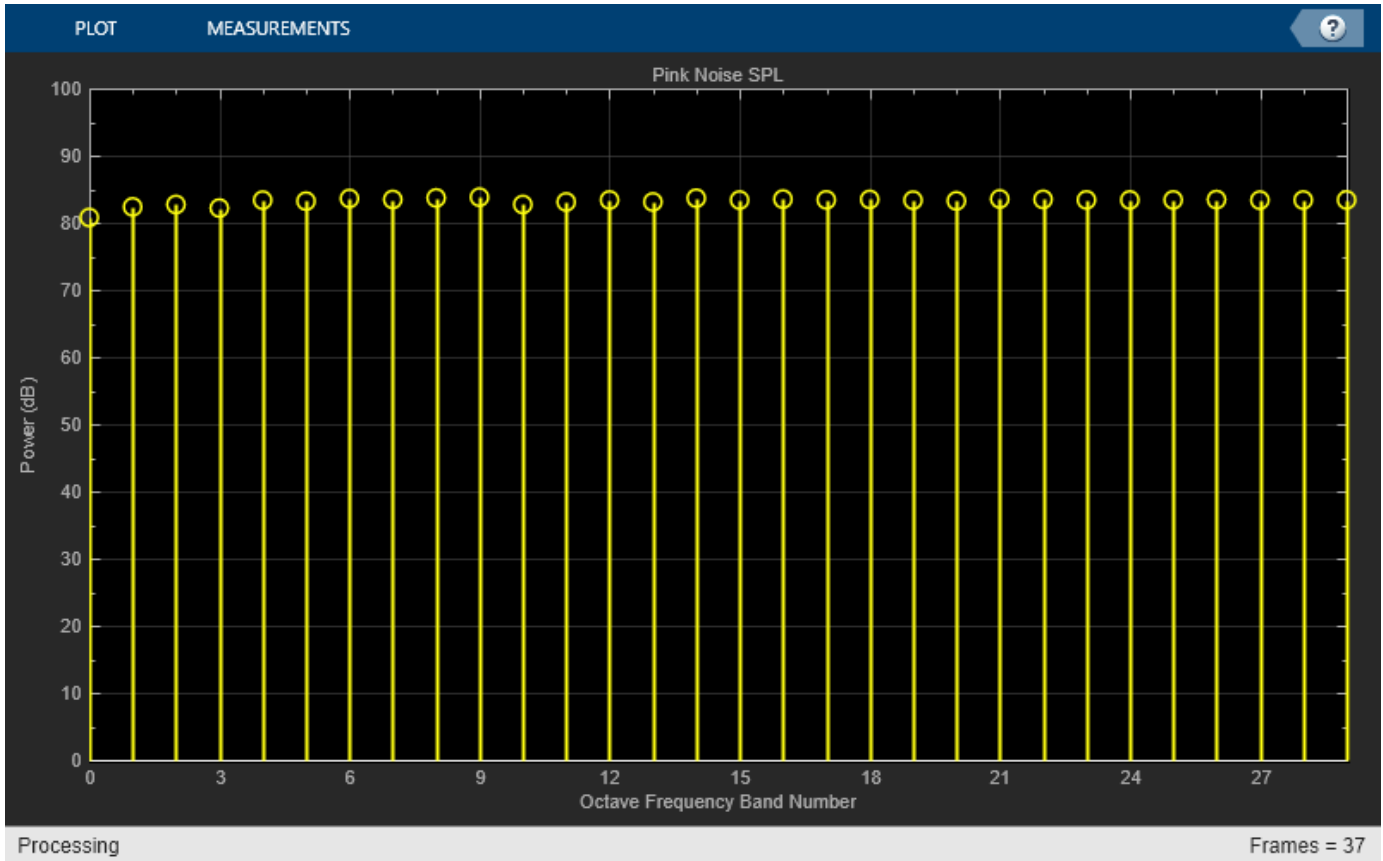 PLOT MEASUREMENTS ?
Pink Noise SPL
100
90
80
70
60
50
40
30
20
10
0
Power (dB)
0 3 6 9 12 15 18 21 24 27
Octave Frequency Band Number
Processing Frames = 37